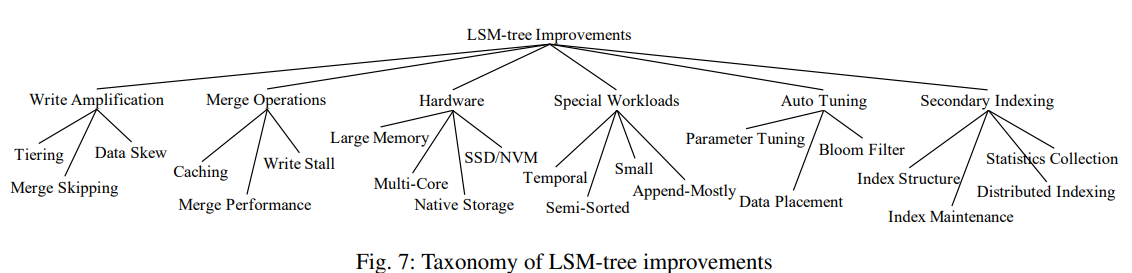 LSM-tree Improvements
Write Amplification
Merge Operations
Hardware
Special Workloads
Auto Tuning
Secondary Indexing
Tiering
Merge Skipping
Data Skew
Caching
Merge Performance
Write Stall
Large Memory
Multi-Core
Native Storage
SSD/NVM
Temporal
Semi-Sorted
Small
Append-Mostly
Parameter Tuning
Data Placement
Bloom Filter
Index Structure
Index Maintenance
Statistics Collection
Distributed Indexing
Fig. 7: Taxonomy of LSM-tree improvements